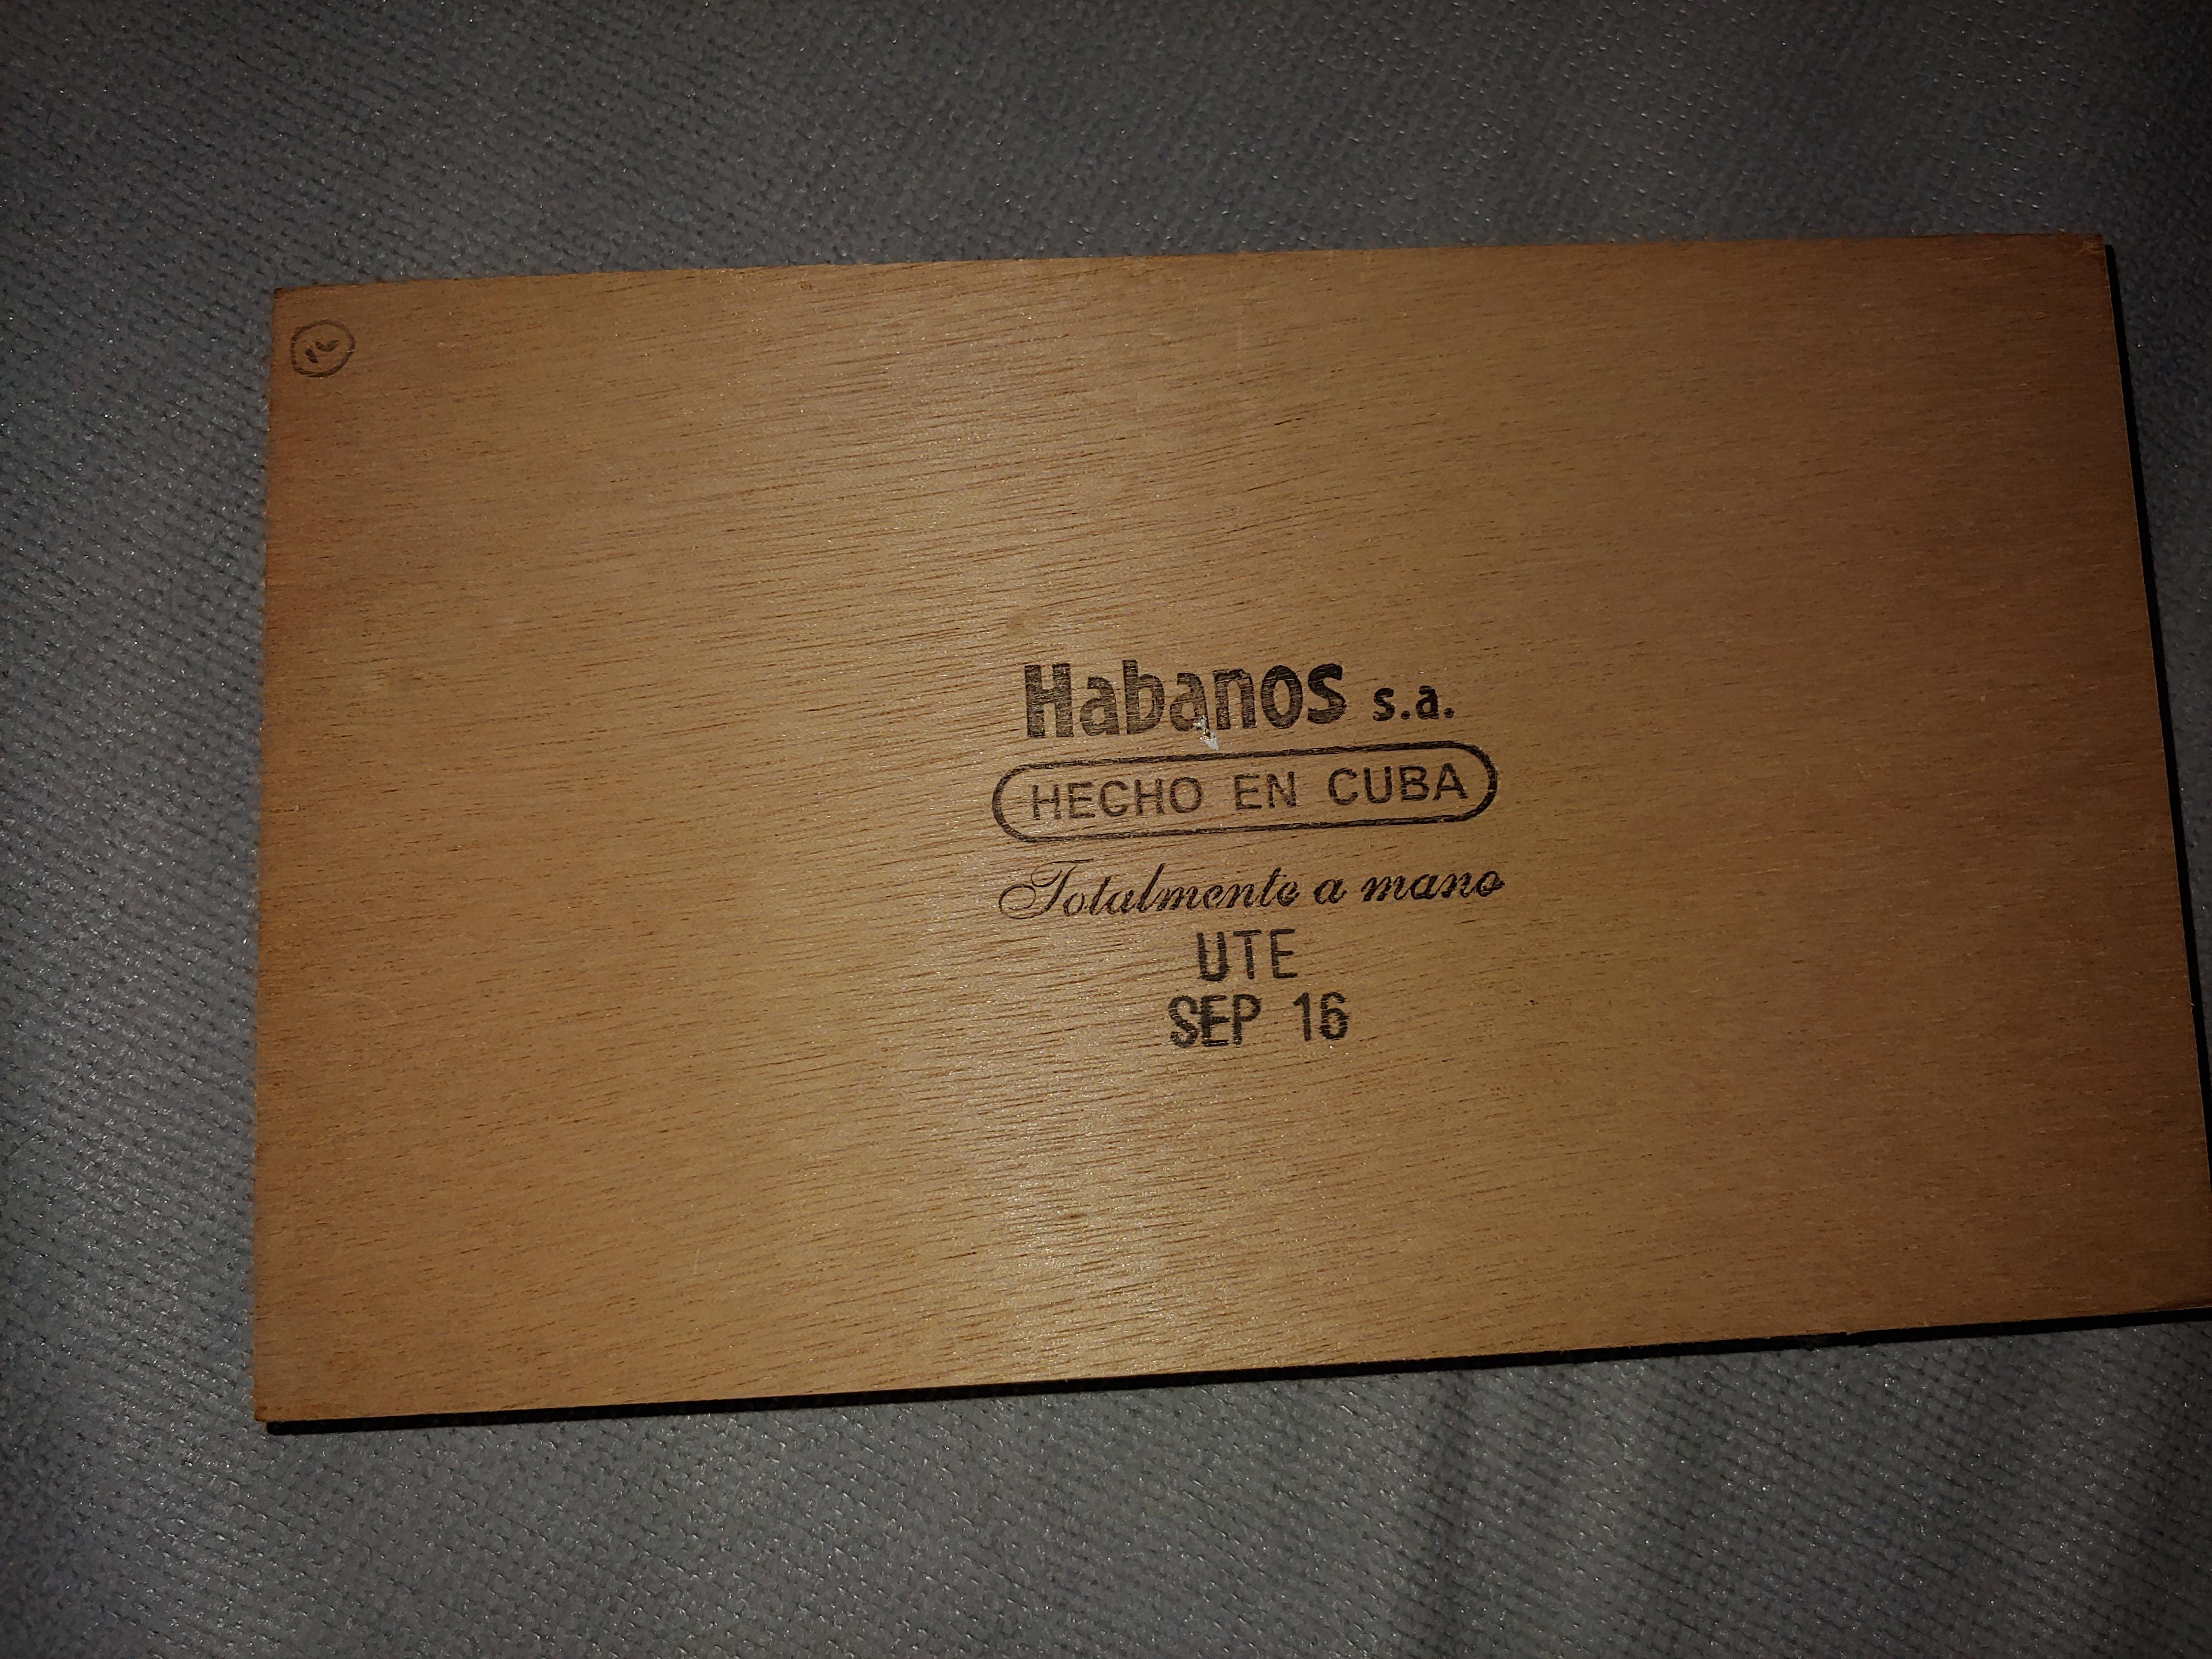 Habanos s.a.
HECHO EN CUBA
Totalmente a mano
UTE
SEP 16